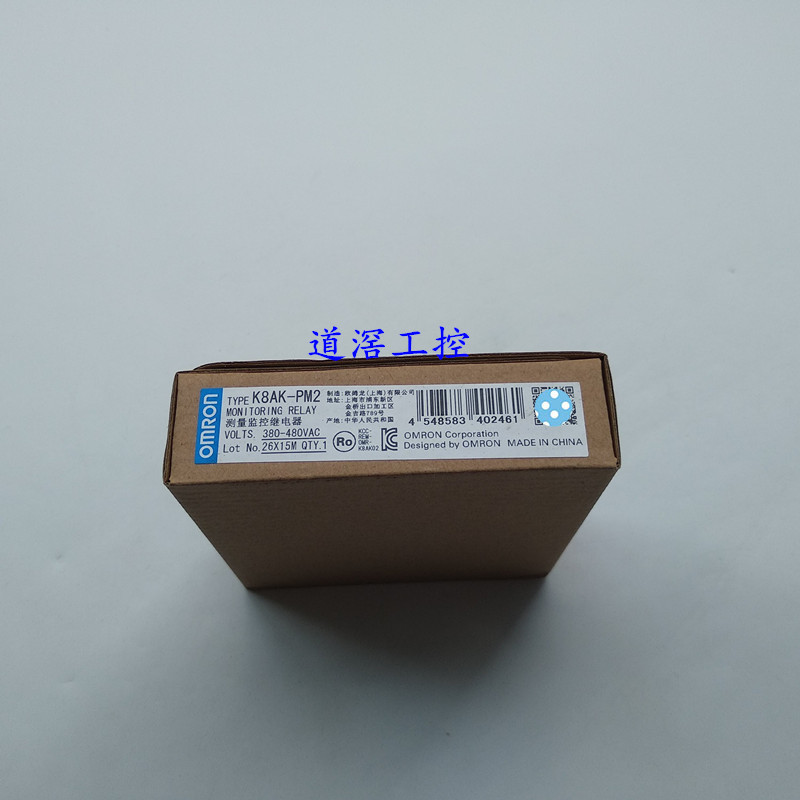 道滘工控
OMRON
TYPE K8AK-PM2
MONITORING RELAY
测量监控继电器
VOLTS. 380-480VAC
Lot No. 26X15M QTY.1
制造: 欧姆龙(上海)有限公司
地址: 上海市浦东新区
金桥出口加工区
金吉路789号
产地: 中华人民共和国
Ro
KCC-
REM-
OMR-
K8AK02
4 548583 402461
OMRON Corporation
Designed by OMRON MADE IN CHINA